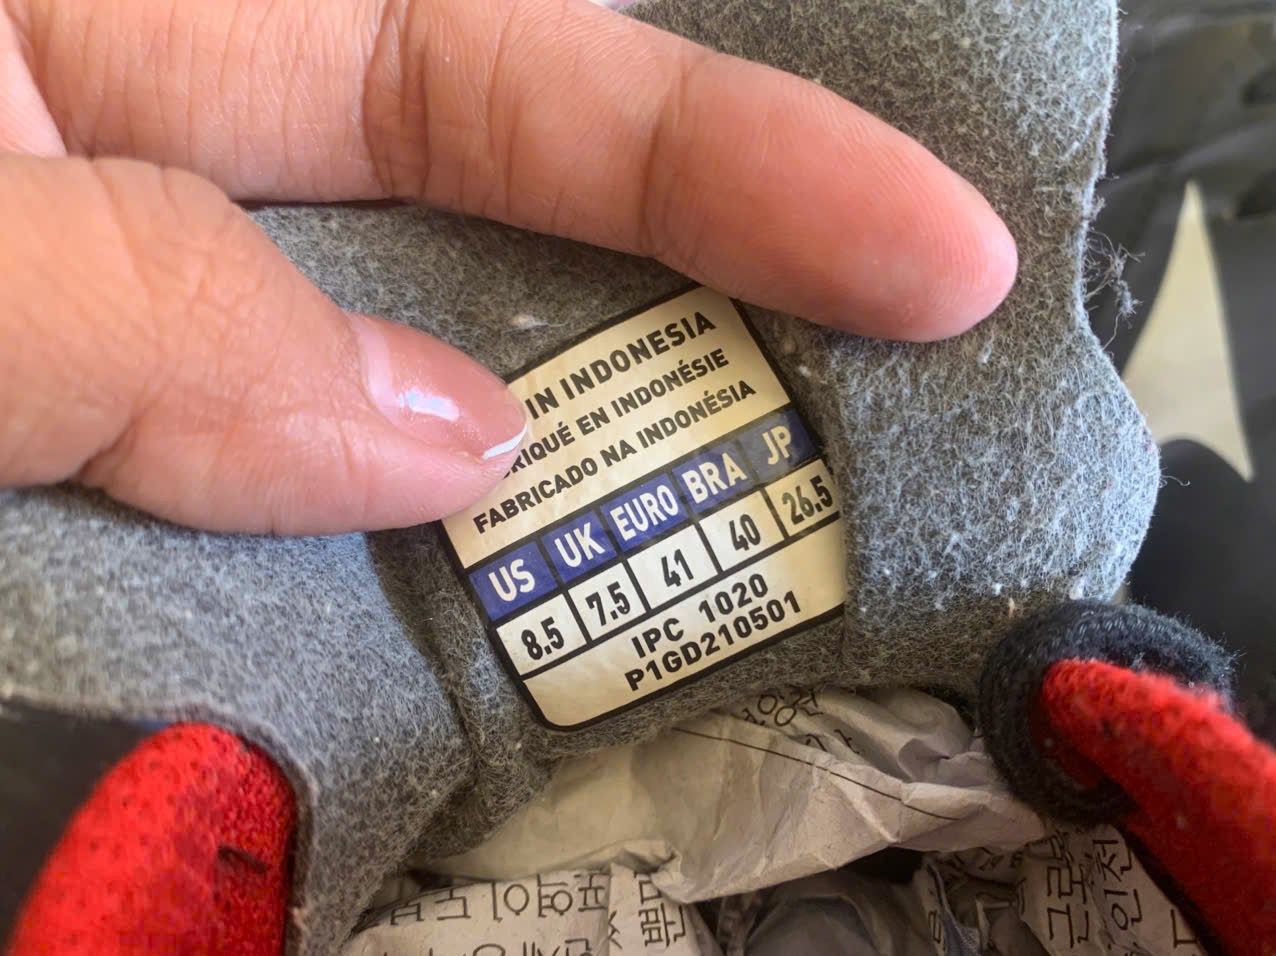 IN INDONESIA
EN INDONÉSIE
FABRICADO NA INDONÉSIA
US UK EURO BRA JP
8.5 7.5 41 40 26.5
IPC 1020
P1GD210501